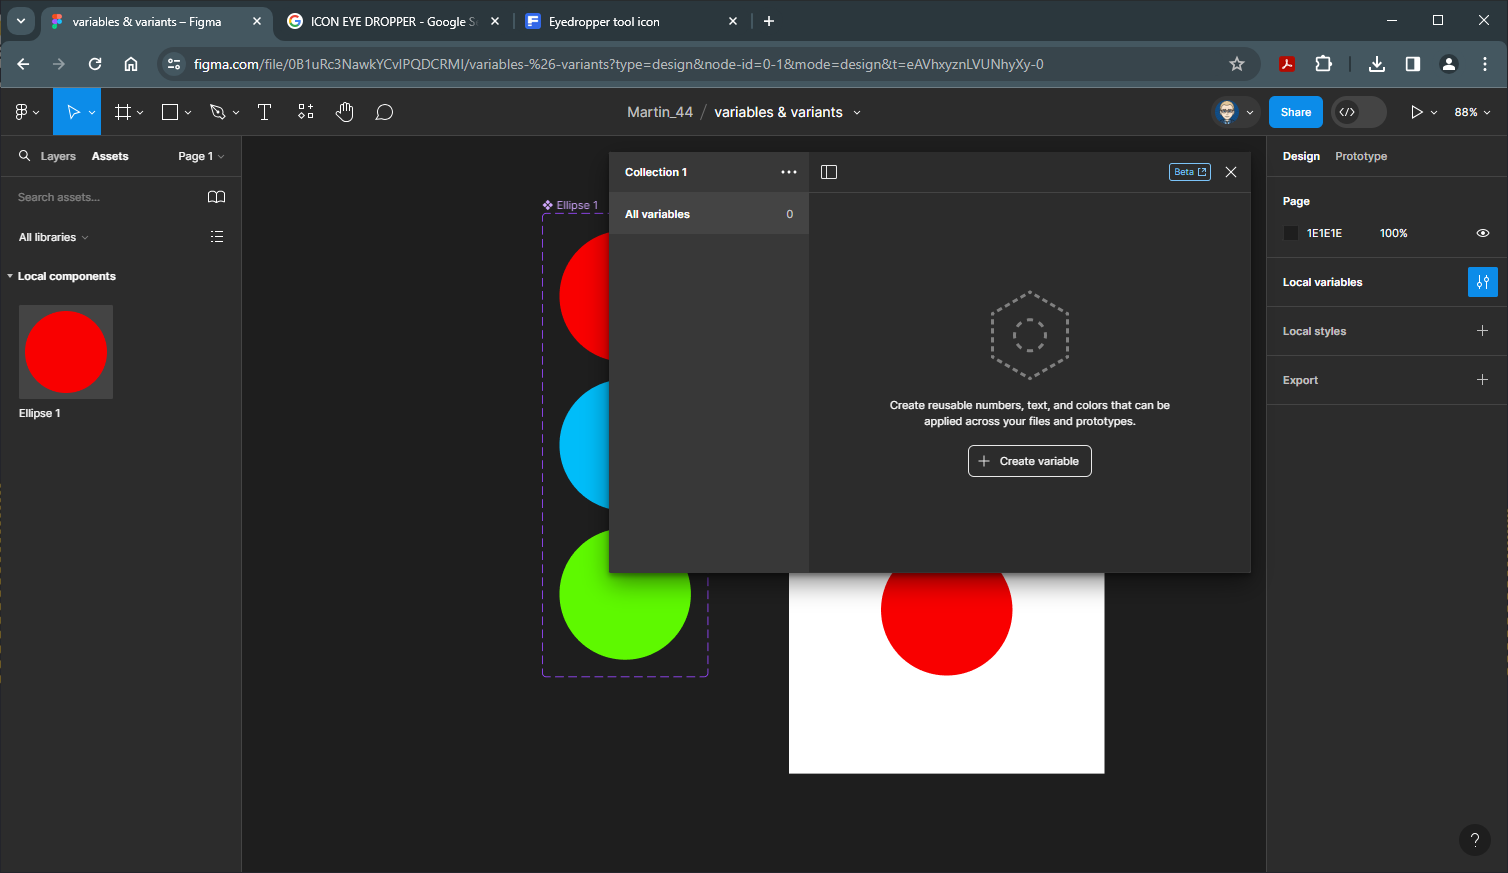 variables & variants – Figma
ICON EYE DROPPER - Google S
Eyedropper tool icon
figma.com/file/0B1uRc3NawkYCvIPQDCRMI/variables-%26-variants?type=design&node-id=0-1&mode=design&t=eAVhxyznLVUNhyXy-0
Martin_44 / variables & variants
Share
88%
Layers
Assets
Page 1
Search assets...
All libraries
Local components
Ellipse 1
Ellipse 1
Collection 1
Beta
All variables
0
Create reusable numbers, text, and colors that can be
applied across your files and prototypes.
Create variable
Design
Prototype
Page
1E1E1E
100%
Local variables
Local styles
Export
?